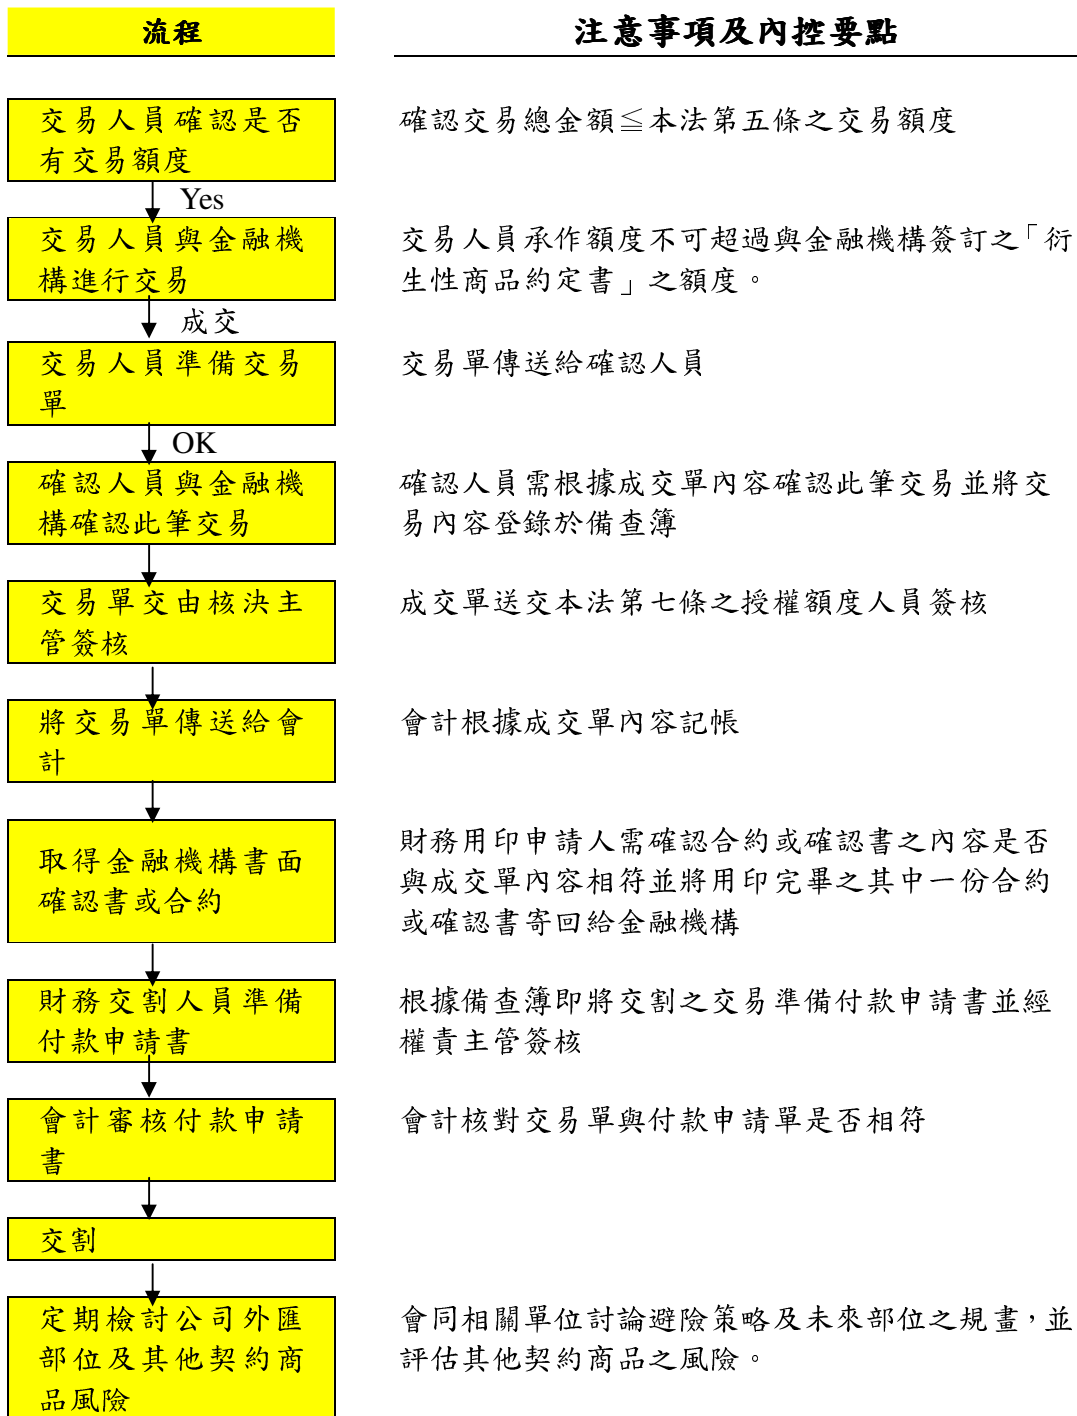 流程
注意事項及內控要點
交易人員確認是否
有交易額度
確認交易總金額≦本法第五條之交易額度
Yes
交易人員與金融機
構進行交易
交易人員承作額度不可超過與金融機構簽訂之「衍
生性商品約定書」之額度。
成交
交易人員準備交易
單
交易單傳送給確認人員
OK
確認人員與金融機
構確認此筆交易
確認人員需根據成交單內容確認此筆交易並將交
易內容登錄於備查簿
交易單交由核決主
管簽核
成交單送交本法第七條之授權額度人員簽核
將交易單傳送給會
計
會計根據成交單內容記帳
取得金融機構書面
確認書或合約
財務用印申請人需確認合約或確認書之內容是否
與成交單內容相符並將用印完畢之其中一份合約
或確認書寄回給金融機構
財務交割人員準備
付款申請書
根據備查簿即將交割之交易準備付款申請書並經
權責主管簽核
會計審核付款申請
書
會計核對交易單與付款申請單是否相符
交割
定期檢討公司外匯
部位及其他契約商
品風險
會同相關單位討論避險策略及未來部位之規畫，並
評估其他契約商品之風險。